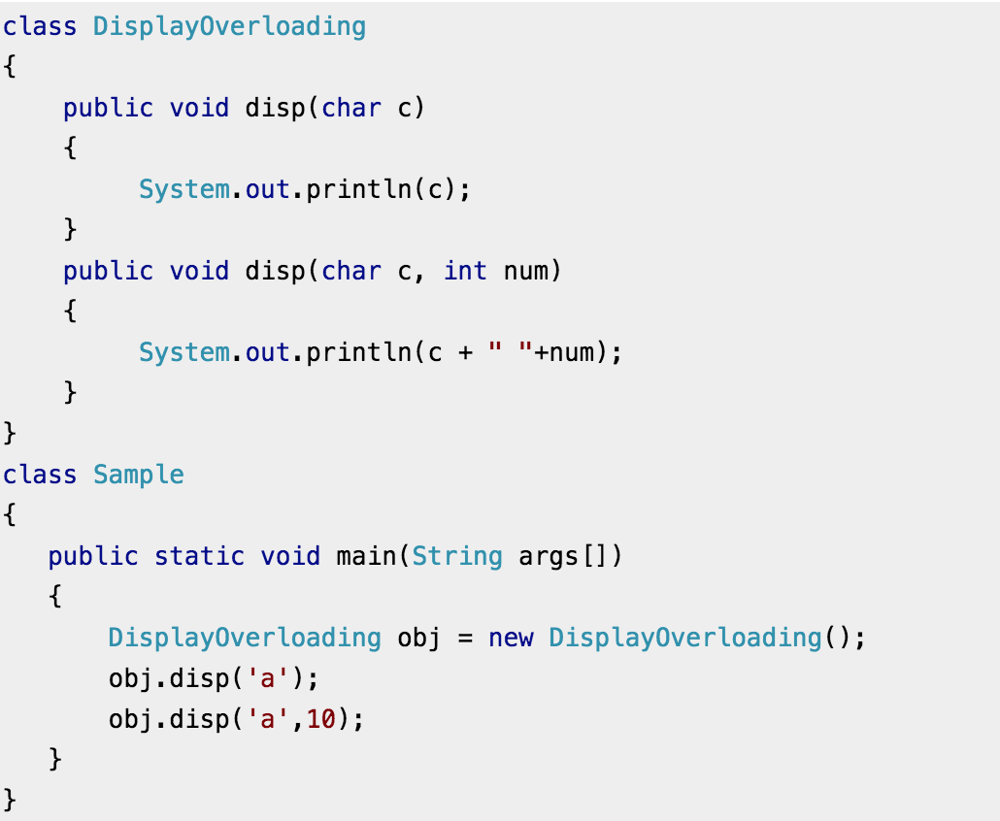 class DisplayOverloading
{
    public void disp(char c)
    {
         System.out.println(c);
    }
    public void disp(char c, int num)
    {
         System.out.println(c + " "+num);
    }
}
class Sample
{
   public static void main(String args[])
   {
       DisplayOverloading obj = new DisplayOverloading();
       obj.disp('a');
       obj.disp('a',10);
   }
}